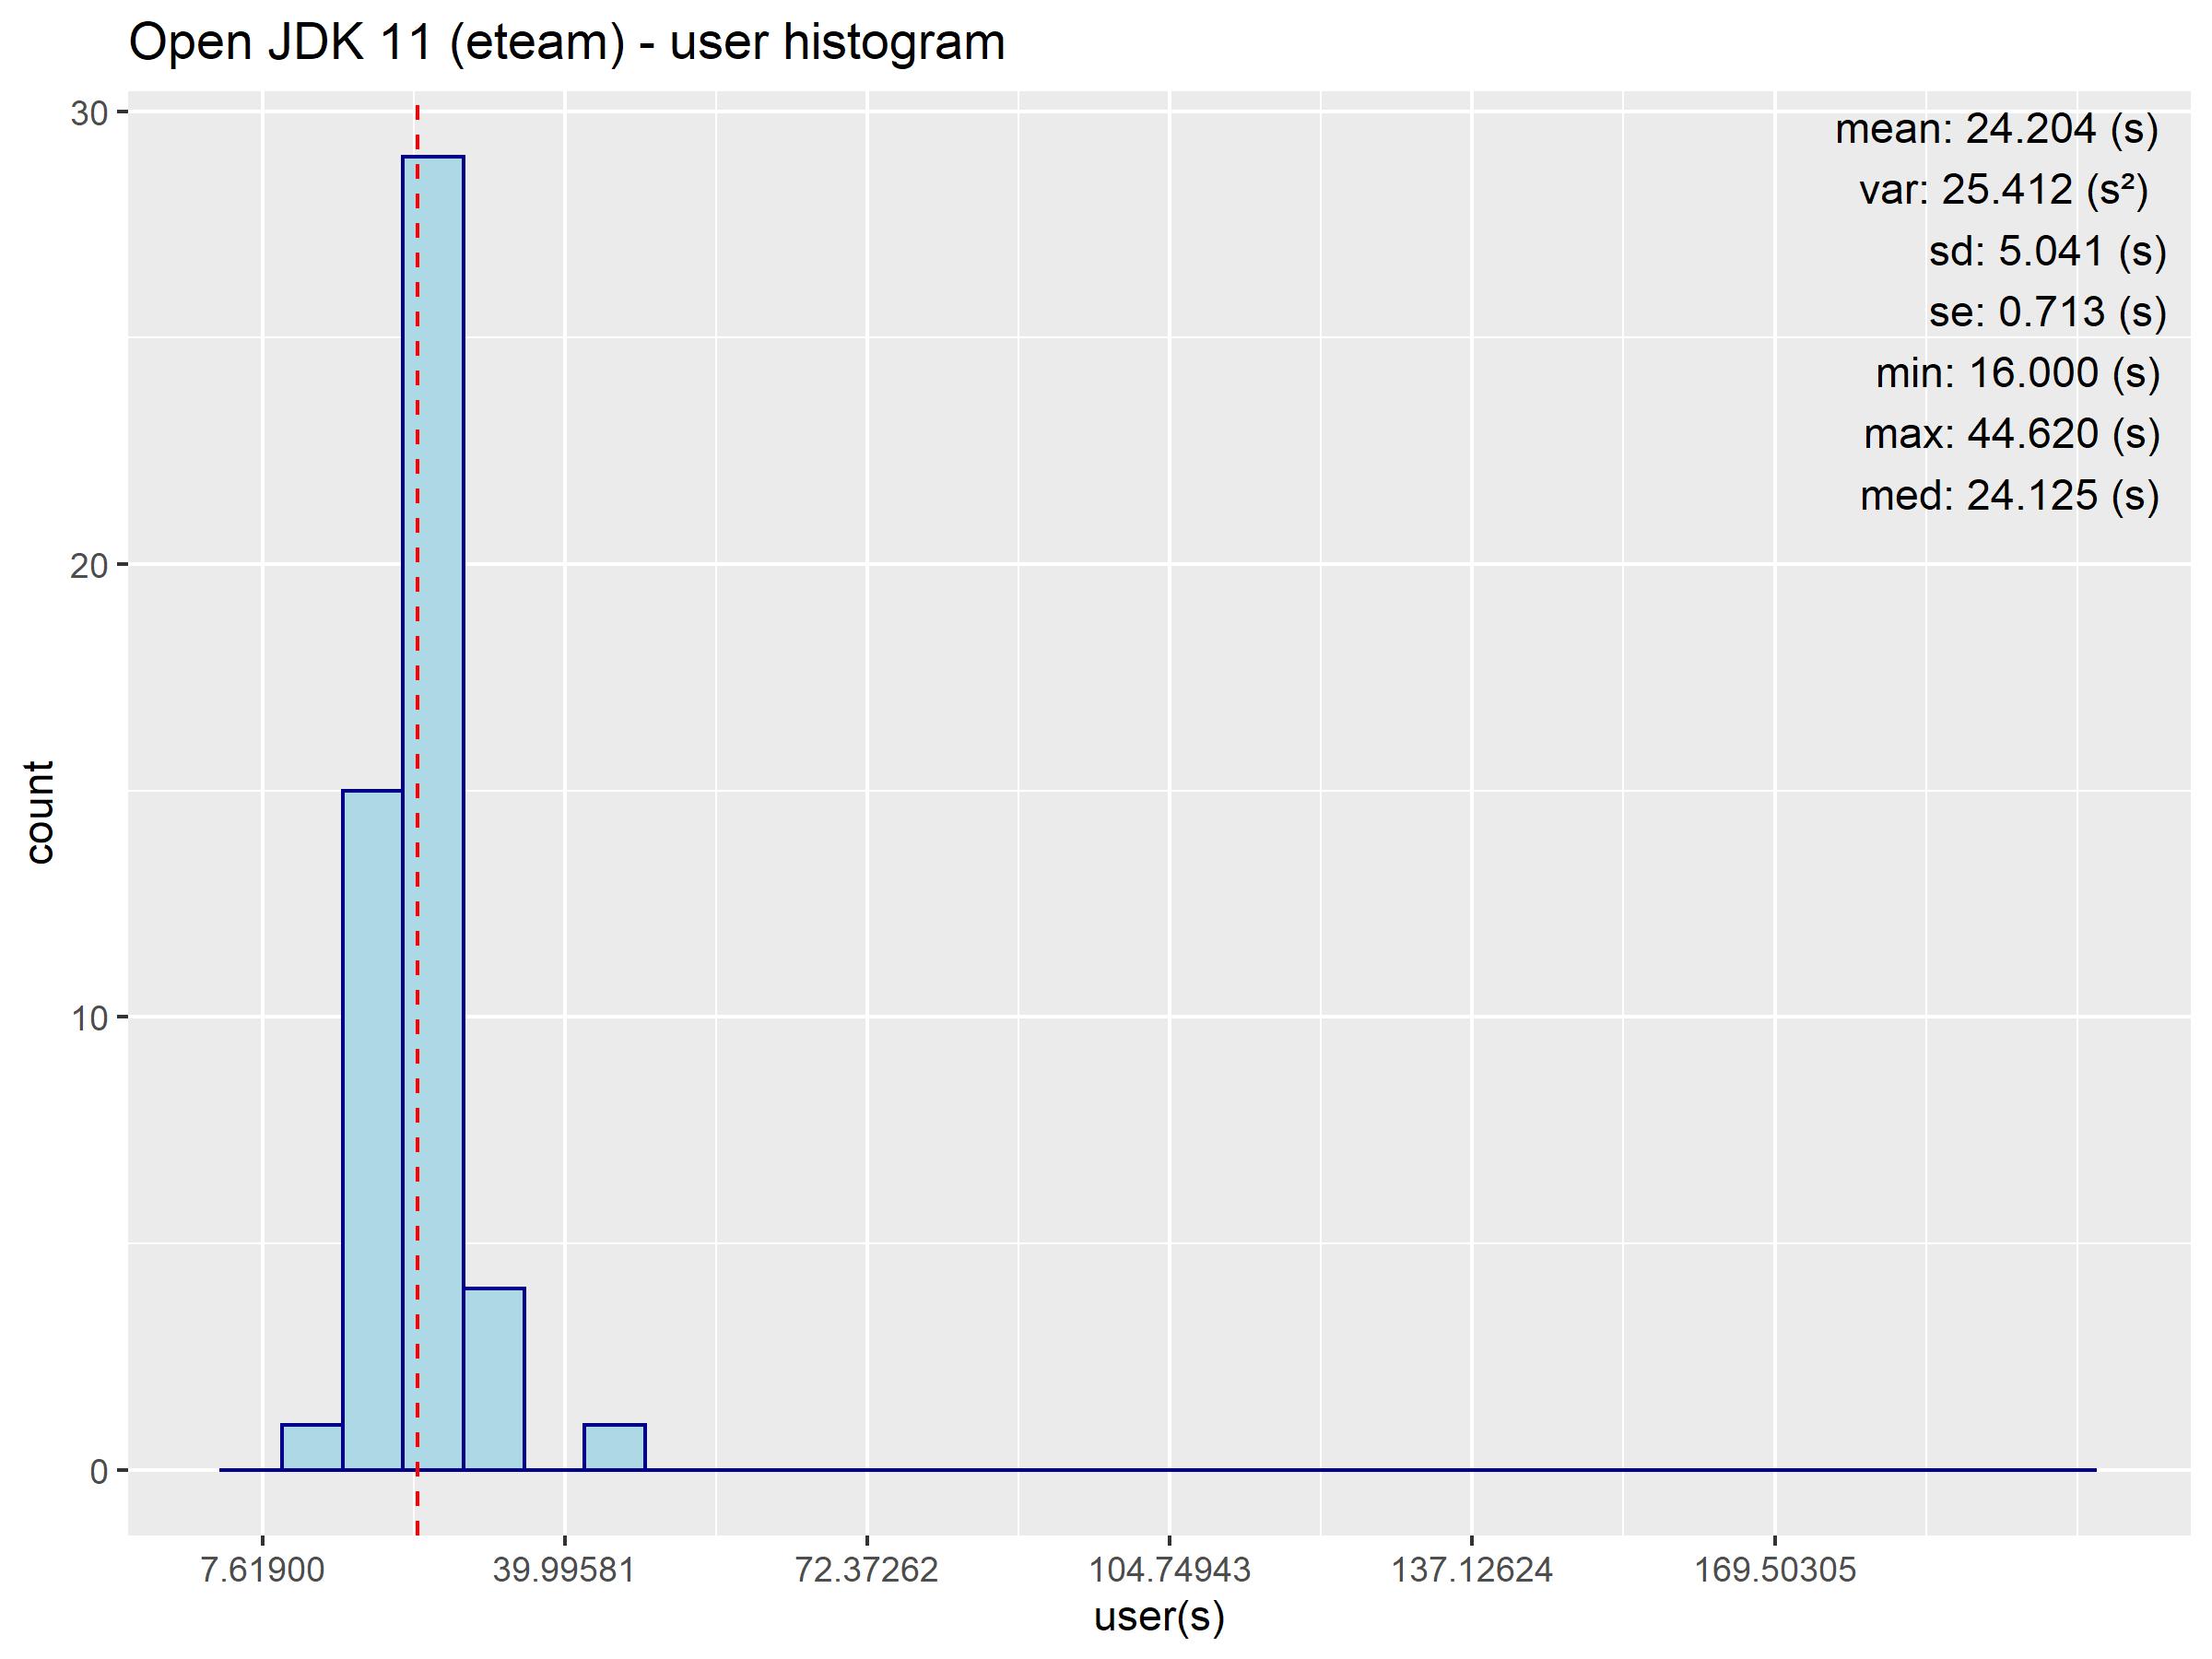 Open JDK 11 (eteam) - user histogram
30
20
10
0
count
mean: 24.204 (s)
var: 25.412 (s²)
sd: 5.041 (s)
se: 0.713 (s)
min: 16.000 (s)
max: 44.620 (s)
med: 24.125 (s)
7.61900 39.99581 72.37262 104.74943 137.12624 169.50305
user(s)